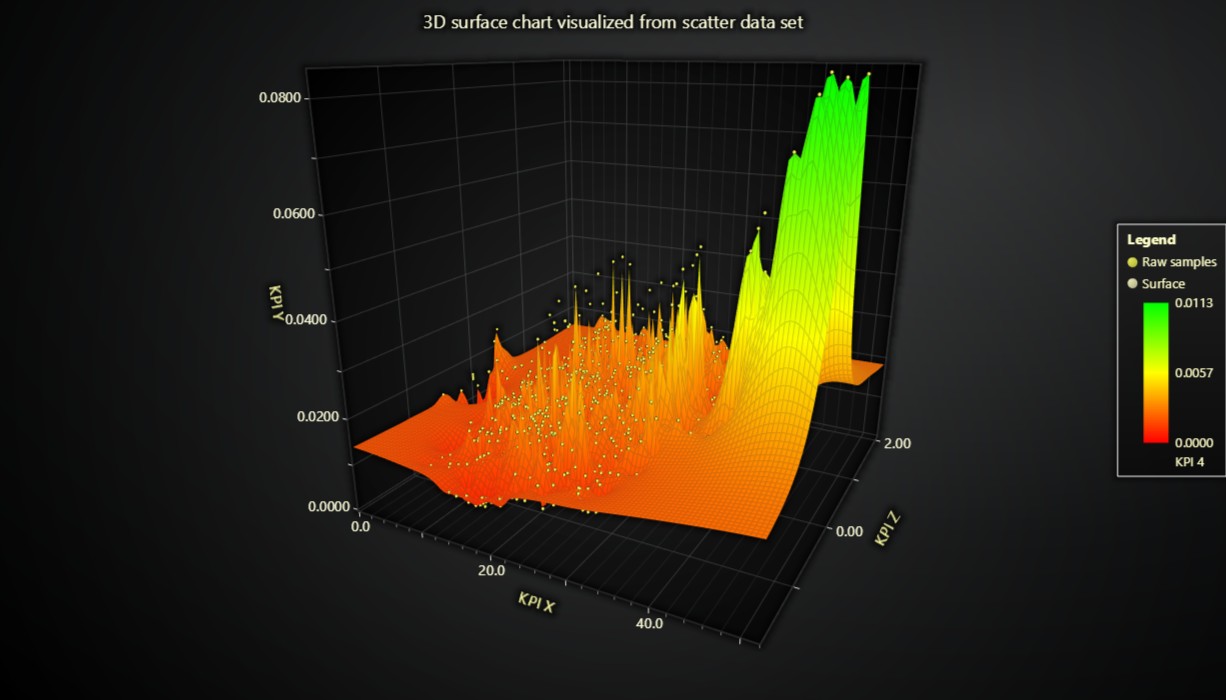 3D surface chart visualized from scatter data set
0.0800
0.0600
KPI Y
0.0400
0.0200
0.0000
0.0
20.0
40.0
KPI X
2.00
0.00
KPI Z
Legend
Raw samples
Surface
0.0113
0.0057
0.0000
KPI 4